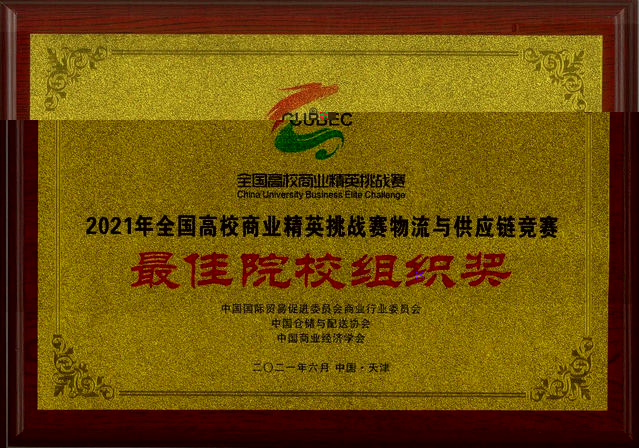 全国高校商业精英挑战赛
China University Business Elite Challenge
2021年全国高校商业精英挑战赛物流与供应链竞赛
最佳院校组织奖
中国国际贸易促进委员会商业行业委员会
中国仓储与配送协会
中国商业经济学会
二〇二一年六月 中国·天津